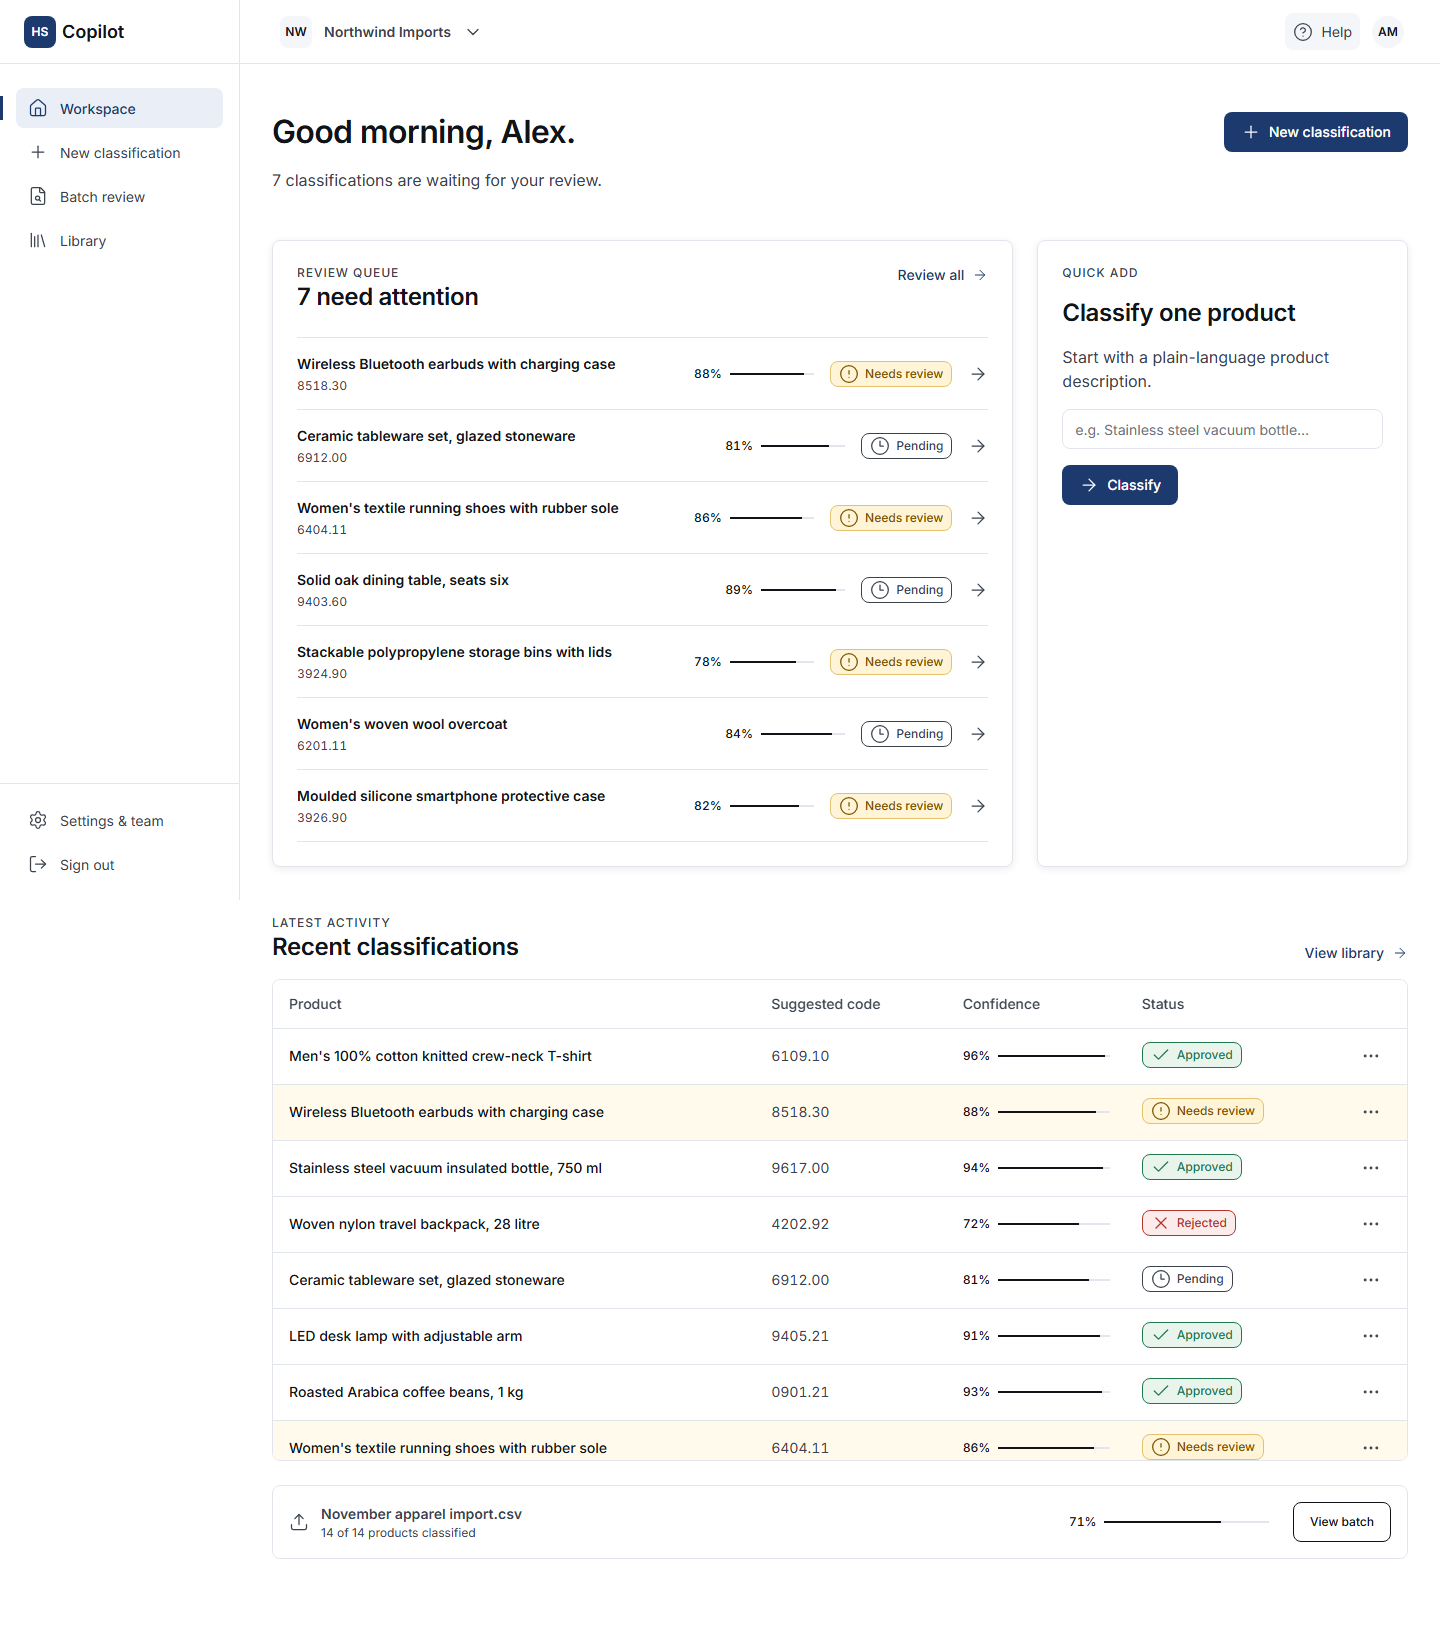 HS Copilot
NW Northwind Imports
Help
AM
Workspace
New classification
Batch review
Library
Settings & team
Sign out
Good morning, Alex.
New classification
7 classifications are waiting for your review.
REVIEW QUEUE
7 need attention
Review all
Wireless Bluetooth earbuds with charging case
8518.30
88%
Needs review
Ceramic tableware set, glazed stoneware
6912.00
81%
Pending
Women's textile running shoes with rubber sole
6404.11
86%
Needs review
Solid oak dining table, seats six
9403.60
89%
Pending
Stackable polypropylene storage bins with lids
3924.90
78%
Needs review
Women's woven wool overcoat
6201.11
84%
Pending
Moulded silicone smartphone protective case
3926.90
82%
Needs review
QUICK ADD
Classify one product
Start with a plain-language product
description.
e.g. Stainless steel vacuum bottle...
Classify
LATEST ACTIVITY
Recent classifications
View library
Product Suggested code Confidence Status
Men's 100% cotton knitted crew-neck T-shirt 6109.10 96% Approved
Wireless Bluetooth earbuds with charging case 8518.30 88% Needs review
Stainless steel vacuum insulated bottle, 750 ml 9617.00 94% Approved
Woven nylon travel backpack, 28 litre 4202.92 72% Rejected
Ceramic tableware set, glazed stoneware 6912.00 81% Pending
LED desk lamp with adjustable arm 9405.21 91% Approved
Roasted Arabica coffee beans, 1 kg 0901.21 93% Approved
Women's textile running shoes with rubber sole 6404.11 86% Needs review
November apparel import.csv
14 of 14 products classified
71%
View batch